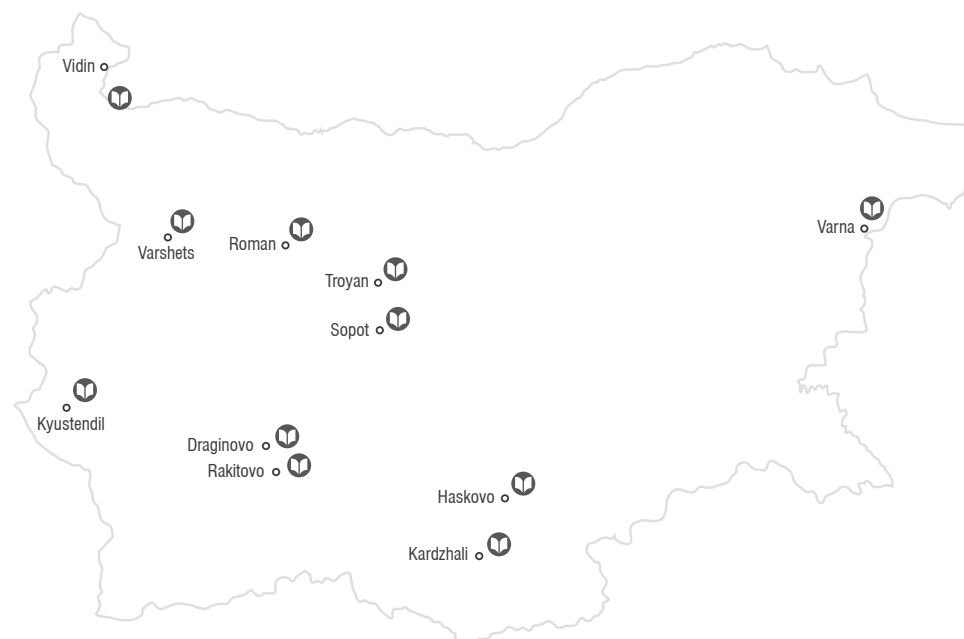 Vidin
Varna
Roman
Varshets
Troyan
Sopot
Kyustendil
Draginovo
Rakitovo
Haskovo
Kardzhali